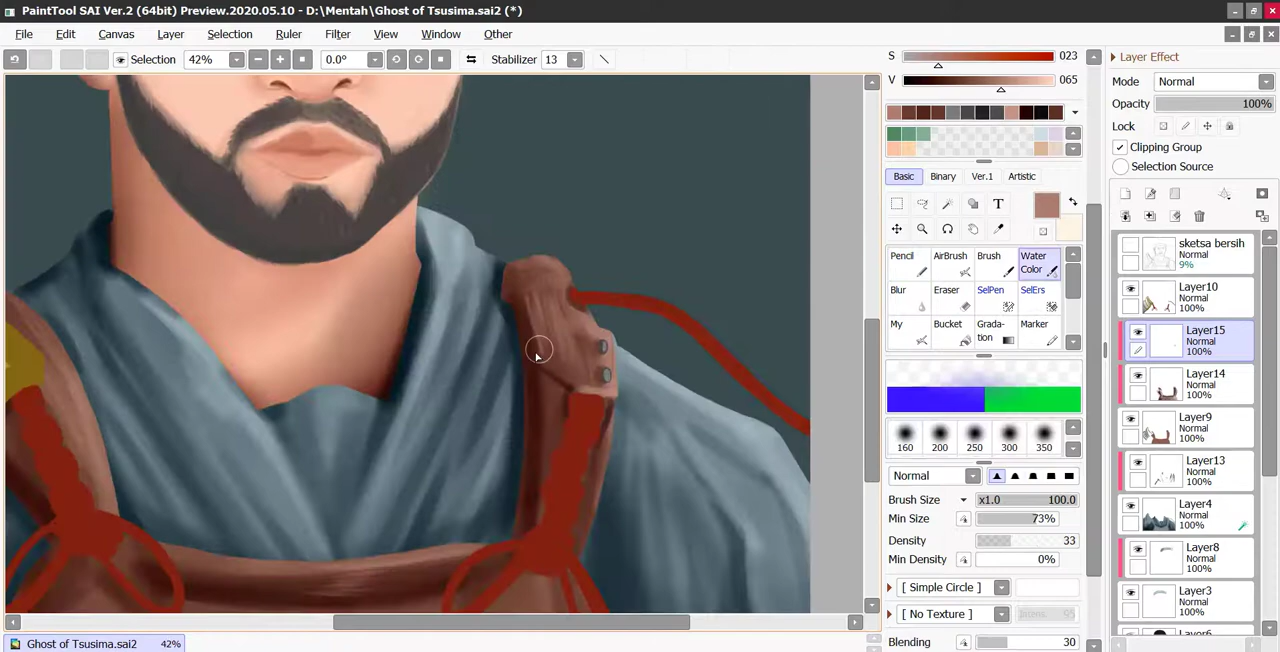 PaintTool SAI Ver.2 (64bit) Preview.2020.05.10 - D:\Mentah\Ghost of Tsusima.sai2 (*)
File Edit Canvas Layer Selection Ruler Filter View Window Other
Selection 42% 0.0° Stabilizer 13
S 023
V 065
Basic Binary Ver.1 Artistic
T
Pencil AirBrush Brush Water Color
Blur Eraser SelPen SelErs
My Bucket Grada-tion Marker
160 200 250 300 350
Normal
Brush Size x1.0 100.0
Min Size 73%
Density 33
Min Density 0%
[ Simple Circle ]
[ No Texture ]
Blending 30
Layer Effect
Mode Normal
Opacity 100%
Lock
Clipping Group
Selection Source
sketsa bersih
9%
Layer10
Normal
100%
Layer15
Normal
100%
Layer14
Normal
100%
Layer9
Normal
100%
Layer13
Normal
100%
Layer4
Normal
100%
Layer8
Normal
100%
Layer3
Normal
100%
Ghost of Tsusima.sai2 42%